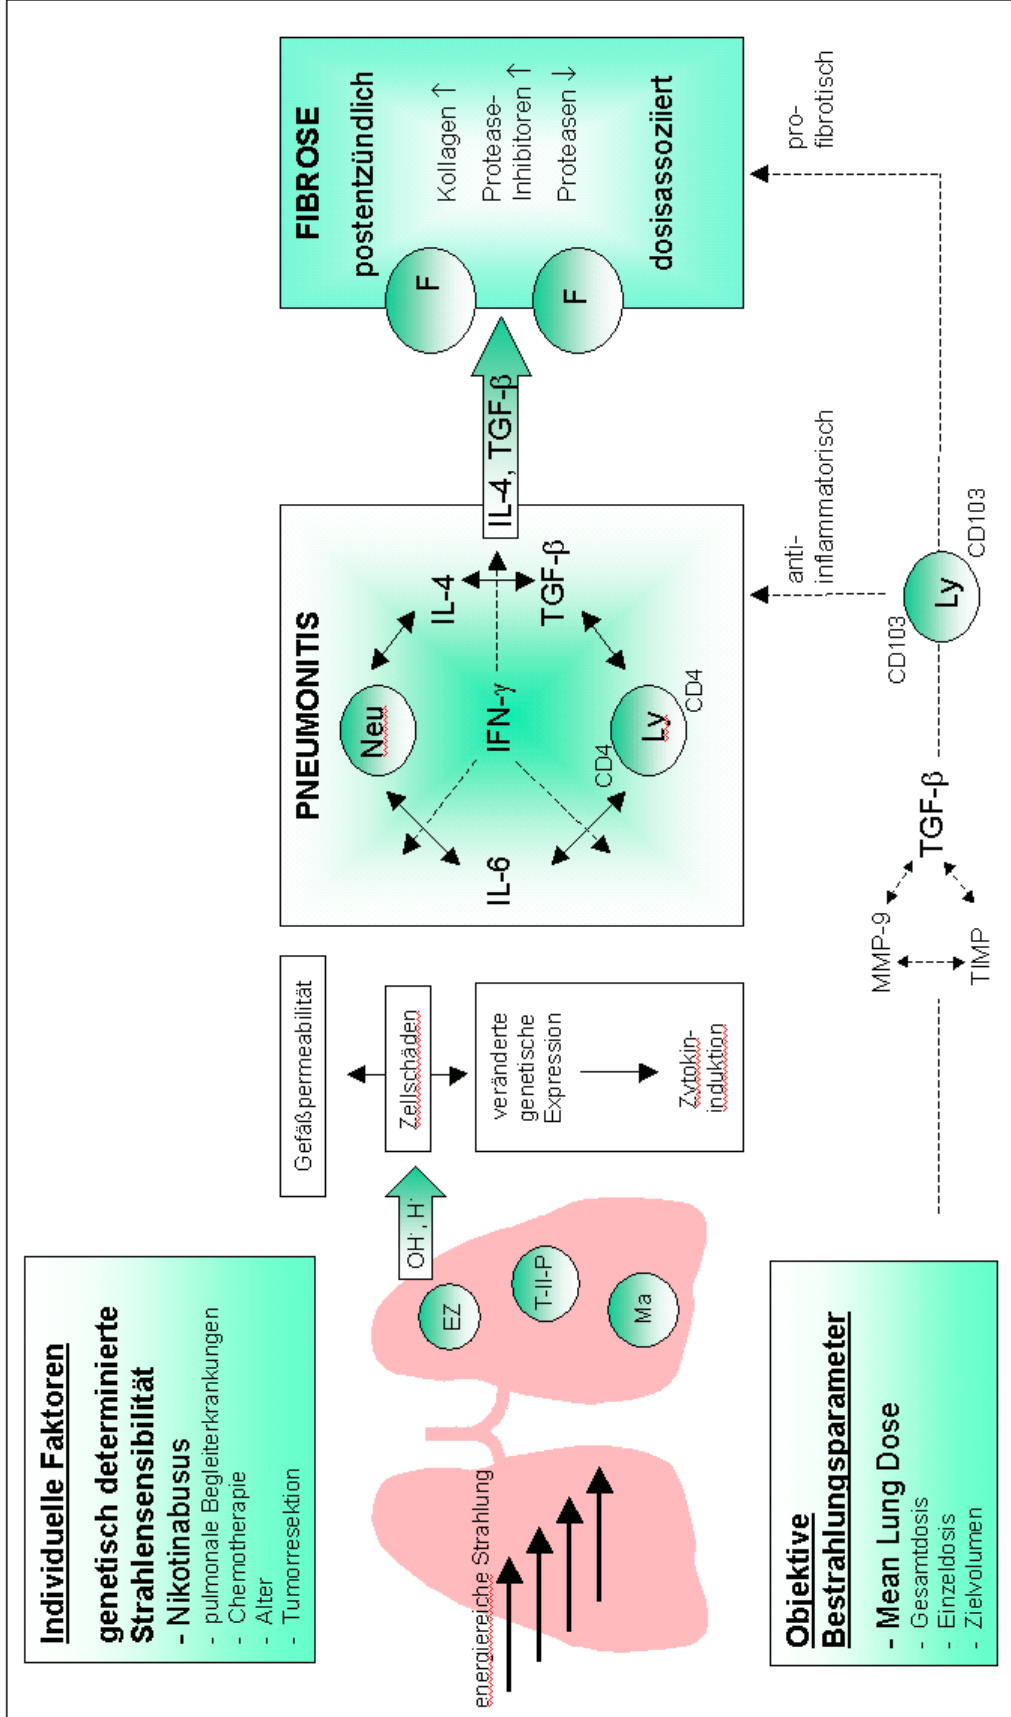 Individuelle Faktoren
genetisch determinierte
Strahlensensibilität
- Nikotinabusus
- pulmonale Begleiterkrankungen
- Chemotherapie
- Alter
- Tumorresektion
energiereiche Strahlung
EZ
T-II-P
Ma
OH·, H·
Gefäßpermeabilität
Zellschäden
veränderte
genetische
Expression
Zytokin-
induktion
PNEUMONITIS
Neu
IL-4
IL-6
IFN-γ
TGF-β
CD4
Ly
CD4
IL-4, TGF-β
FIBROSE
postentzündlich
F
Kollagen ↑
Protease-
Inhibitoren ↑
F
Proteasen ↓
dosisassoziiert
Objektive
Bestrahlungsparameter
- Mean Lung Dose
- Gesamtdosis
- Einzeldosis
- Zielvolumen
MMP-9
TIMP
TGF-β
CD103
Ly
CD103
anti-
inflammatorisch
pro-
fibrotisch